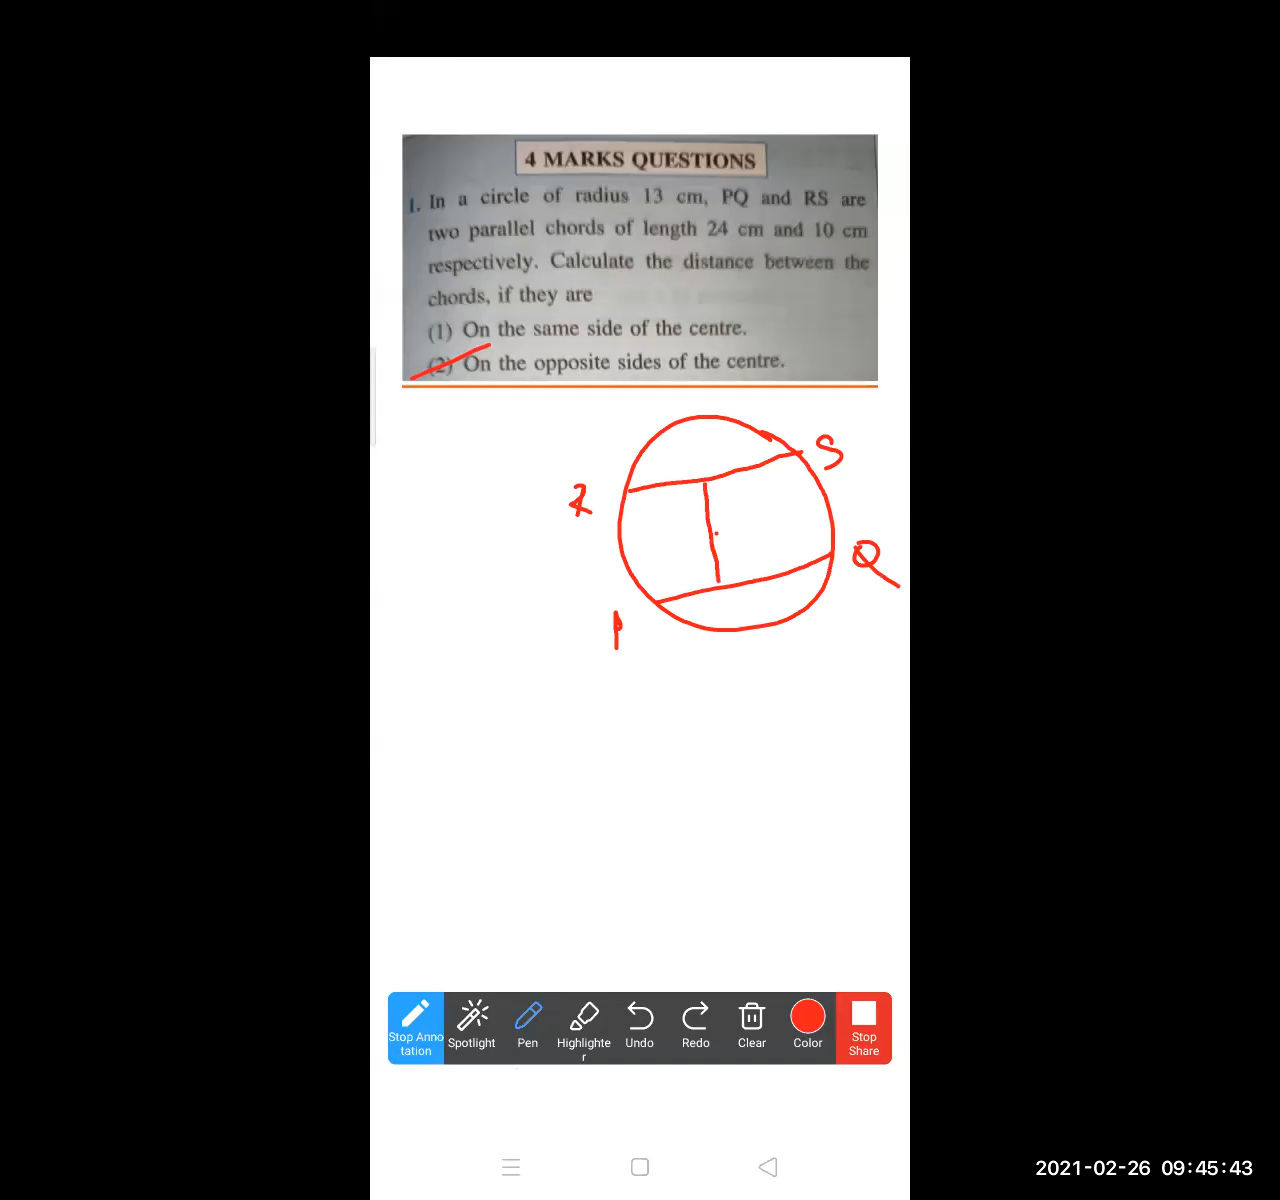 4 MARKS QUESTIONS
1. In a circle of radius 13 cm, PQ and RS are
two parallel chords of length 24 cm and 10 cm
respectively. Calculate the distance between the
chords, if they are
(1) On the same side of the centre.
(2) On the opposite sides of the centre.
S
R
Q
P
Stop Anno
tation
Spotlight
Pen
Highlighte
r
Undo
Redo
Clear
Color
Stop
Share
2021-02-26 09:45:43